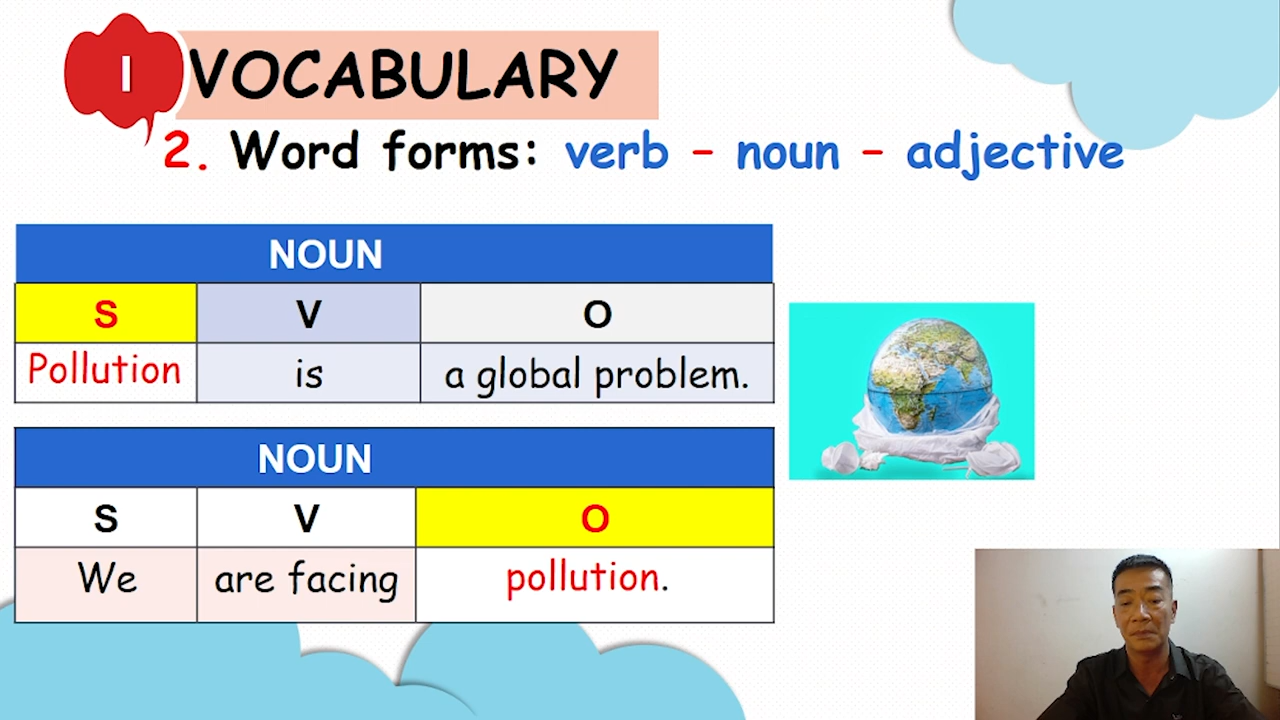 I VOCABULARY
2. Word forms: verb – noun – adjective
NOUN
S V O
Pollution is a global problem.
NOUN
S V O
We are facing pollution.